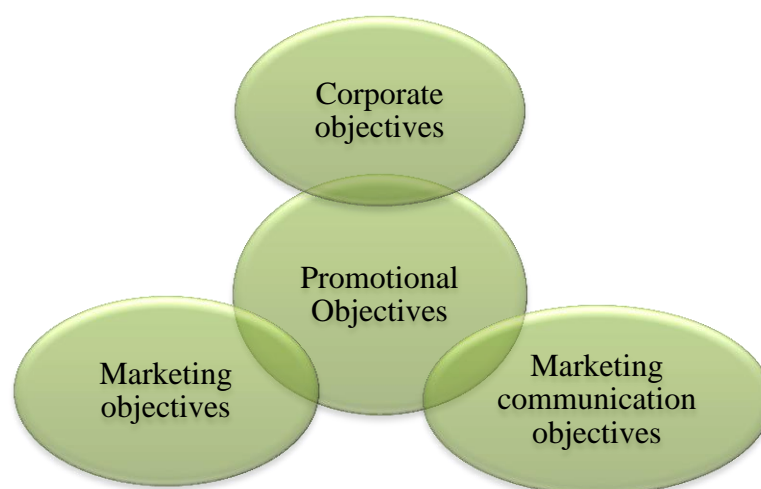 Corporate
objectives
Promotional
Objectives
Marketing
objectives
Marketing
communication
objectives